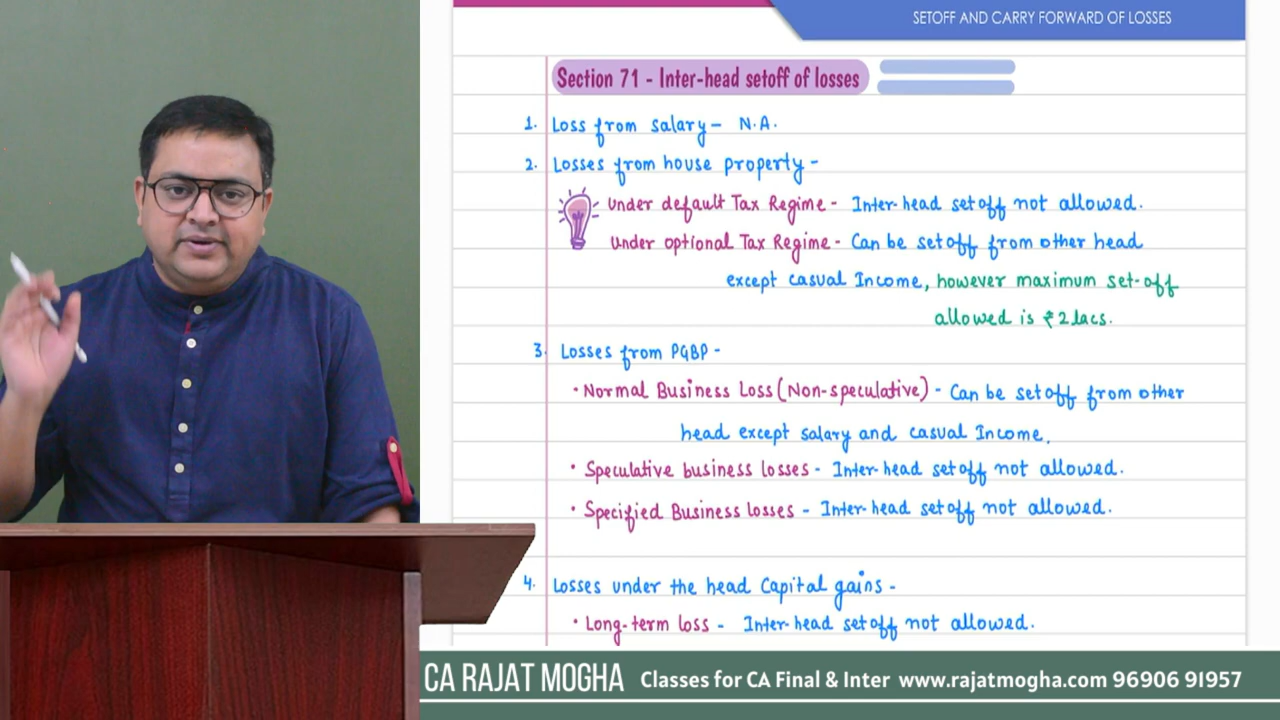 SETOFF AND CARRY FORWARD OF LOSSES
Section 71 - Inter-head setoff of losses
1. Loss from salary - N.A.
2. Losses from house property -
Under default Tax Regime - Inter-head setoff not allowed.
Under optional Tax Regime - Can be setoff from other head
except casual Income, however maximum set-off
allowed is ₹2 lacs.
3. Losses from PGBP -
• Normal Business Loss (Non-speculative) - Can be setoff from other
head except salary and casual Income.
• Speculative business losses - Inter-head setoff not allowed.
• Specified Business losses - Inter-head setoff not allowed.
4. Losses under the head Capital gains -
• Long-term loss - Inter-head setoff not allowed.
CA RAJAT MOGHA Classes for CA Final & Inter www.rajatmogha.com 96906 91957